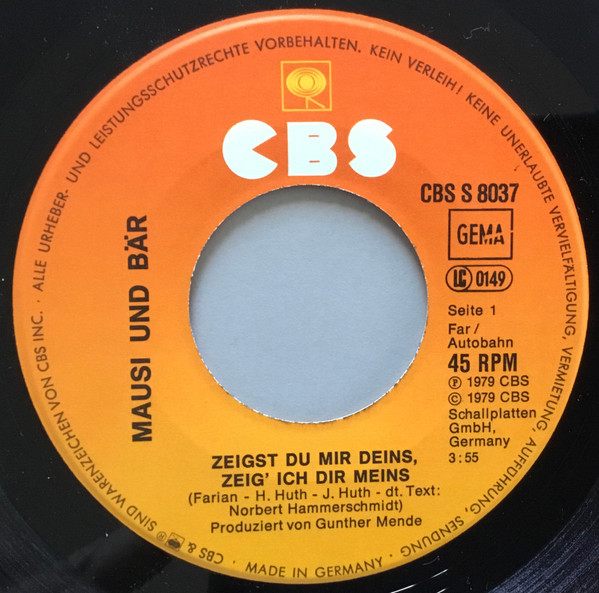 · ALLE URHEBER- UND LEISTUNGSSCHUTZRECHTE VORBEHALTEN. KEIN VERLEIH! KEINE UNERLAUBTE VERVIELFÄLTIGUNG, VERMIETUNG, AUFFÜHRUNG, SENDUNG ·
CBS
CBS S 8037
GEMA
LC 0149
MAUSI UND BÄR
Seite 1
Far/
Autobahn
45 RPM
℗ 1979 CBS
© 1979 CBS
Schallplatten
GmbH,
Germany
3:55
ZEIGST DU MIR DEINS,
ZEIG' ICH DIR MEINS
(Farian - H. Huth - J. Huth - dt. Text:
Norbert Hammerschmidt)
Produziert von Gunther Mende
CBS & ® SIND WARENZEICHEN VON CBS INC.
· MADE IN GERMANY ·